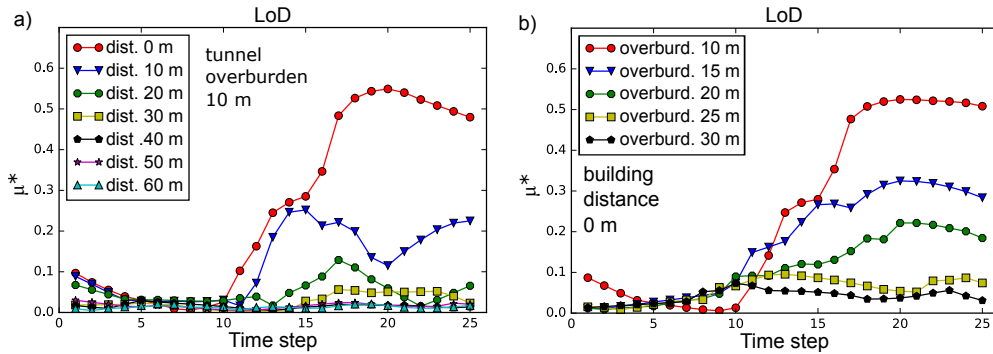 a)
LoD
μ*
0.6
0.5
0.4
0.3
0.2
0.1
0.0
dist. 0 m
dist. 10 m
dist. 20 m
dist. 30 m
dist .40 m
dist. 50 m
dist. 60 m
tunnel
overburden
10 m
0 5 10 15 20 25
Time step
b)
LoD
μ*
0.6
0.5
0.4
0.3
0.2
0.1
0.0
overburd. 10 m
overburd. 15 m
overburd. 20 m
overburd. 25 m
overburd. 30 m
building
distance
0 m
0 5 10 15 20 25
Time step